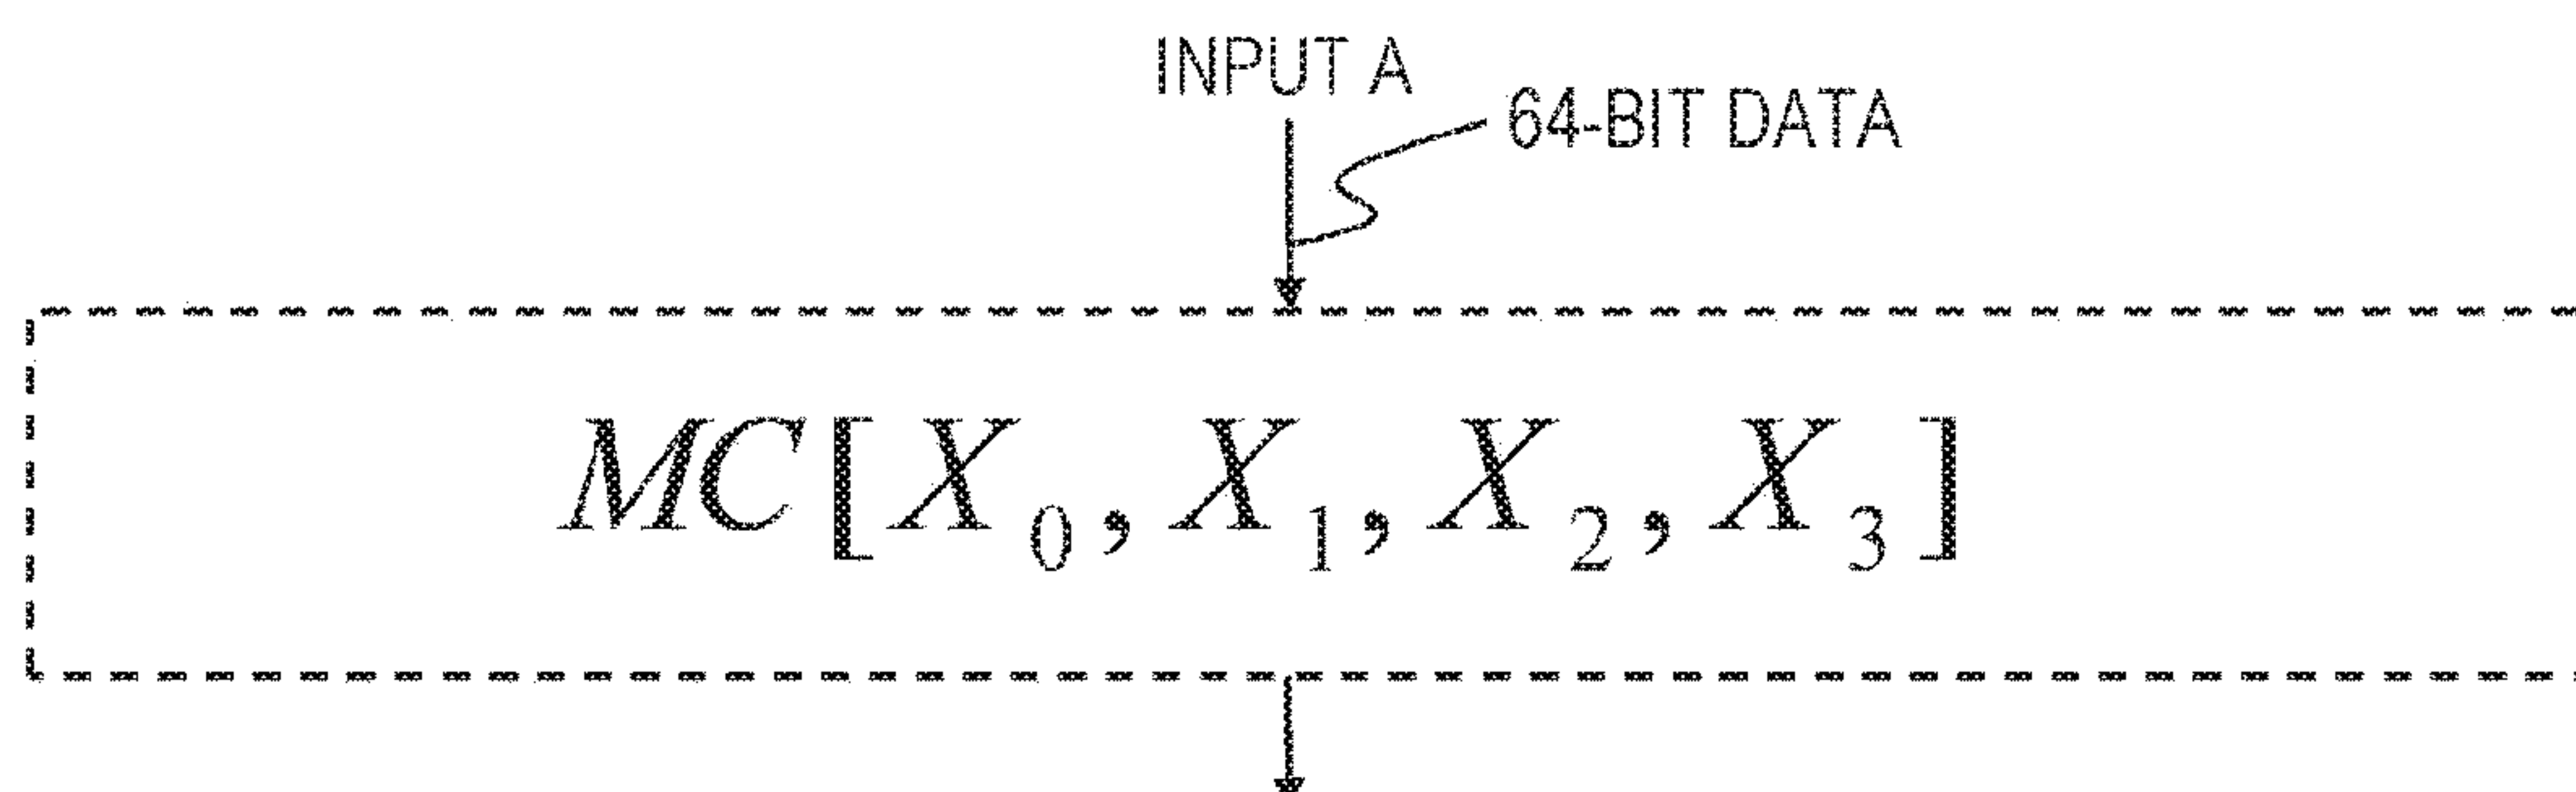 INPUT A
64-BIT DATA
MC[X0, X1, X2, X3]